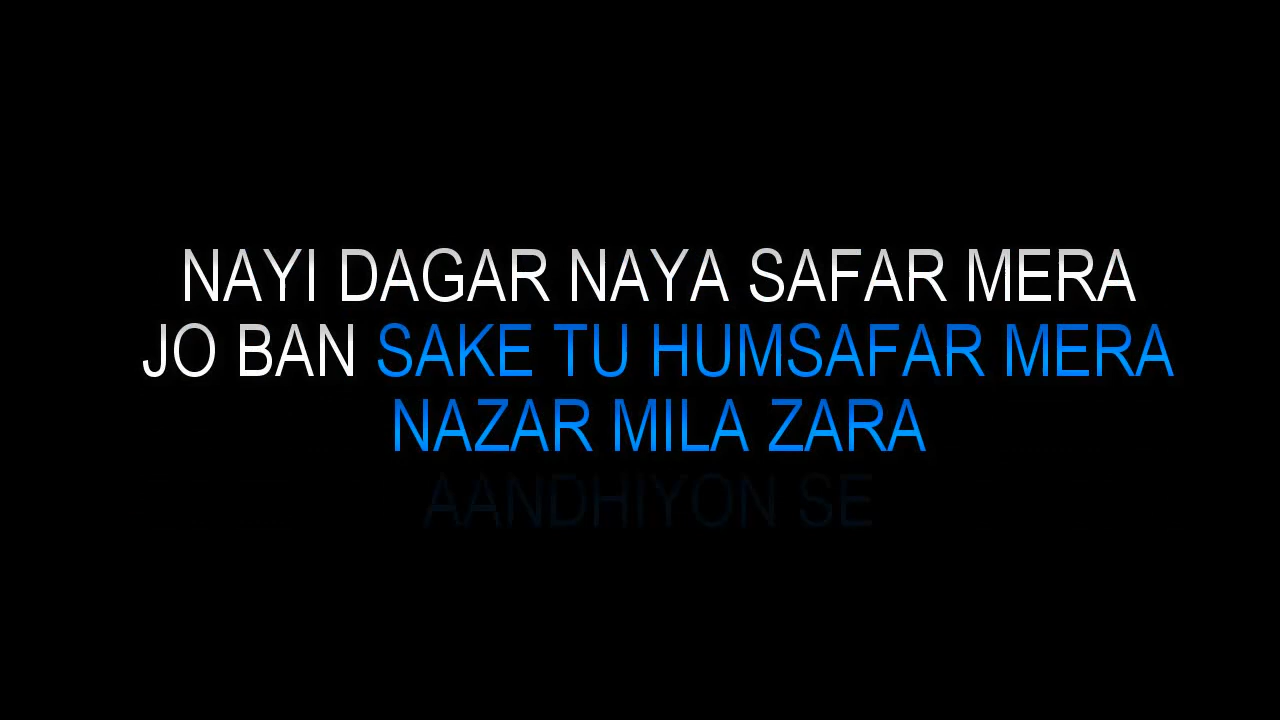 NAYI DAGAR NAYA SAFAR MERA
JO BAN SAKE TU HUMSAFAR MERA
NAZAR MILA ZARA
AANDHIYON SE